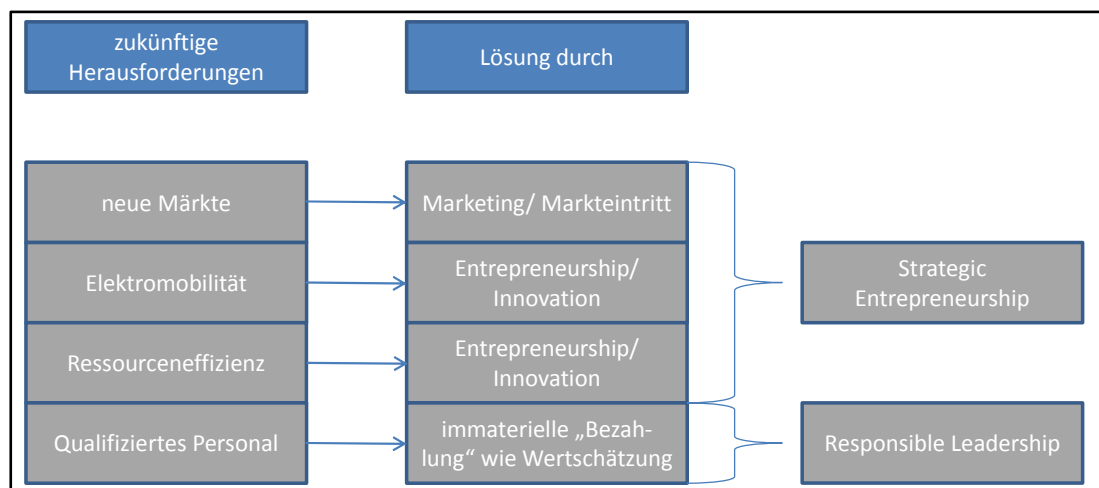 zukünftige
Herausforderungen
Lösung durch
neue Märkte
Marketing/ Markteintritt
Elektromobilität
Entrepreneurship/
Innovation
Strategic
Entrepreneurship
Ressourceneffizienz
Entrepreneurship/
Innovation
Qualifiziertes Personal
immaterielle „Bezah-
lung“ wie Wertschätzung
Responsible Leadership